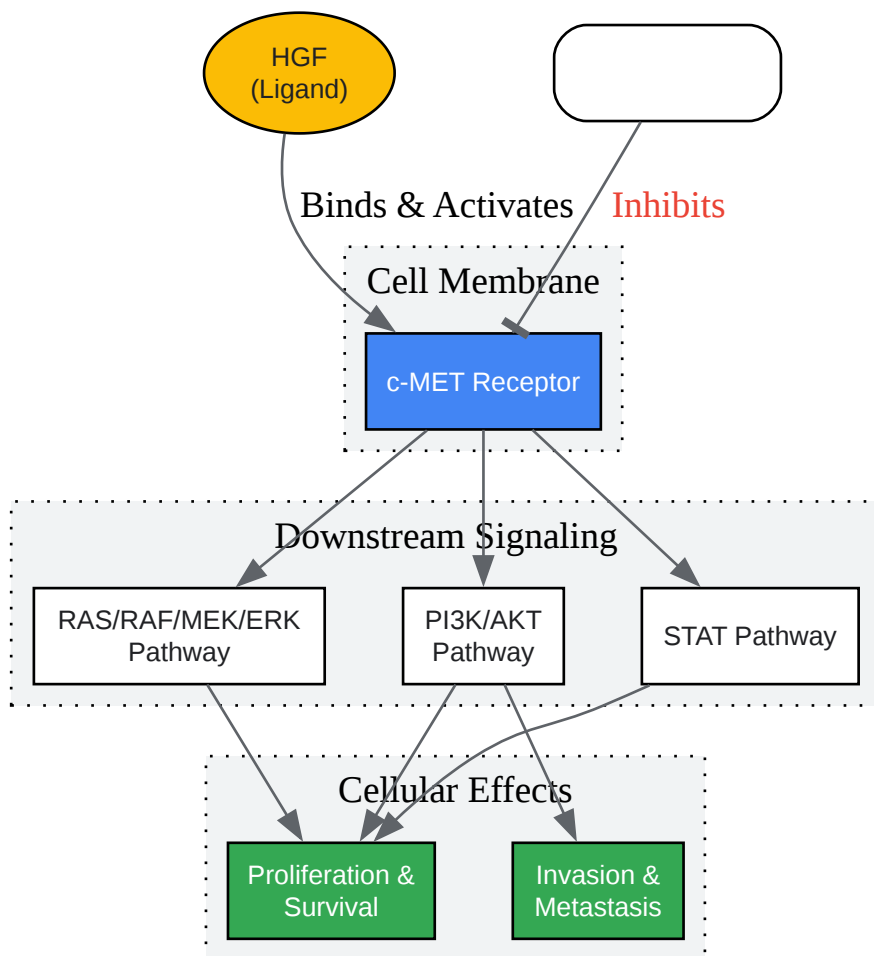 HGF
(Ligand)
Binds & Activates
Inhibits
Cell Membrane
c-MET Receptor
Downstream Signaling
RAS/RAF/MEK/ERK
Pathway
PI3K/AKT
Pathway
STAT Pathway
Cellular Effects
Proliferation &
Survival
Invasion &
Metastasis